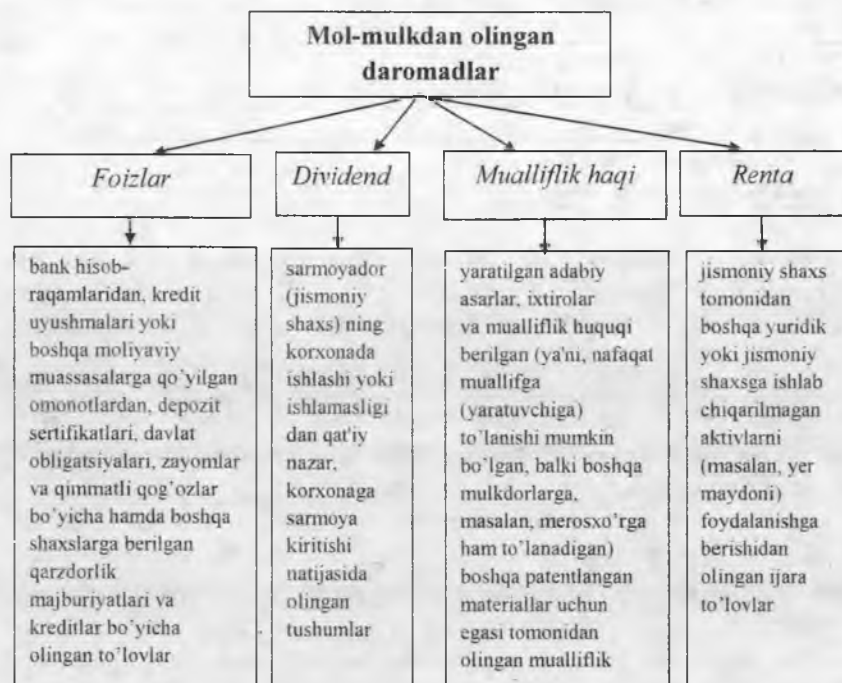 Mol-mulkdan olingan
daromadlar
Foizlar
bank hisob-
raqamlaridan, kredit
uyushmalari yoki
boshqa moliyaviy
muassasalarga qo’yilgan
omonotlardan, depozit
sertifikatlari, davlat
obligatsiyalari, zayomlar
va qimmatli qog’ozlar
bo’yicha hamda boshqa
shaxslarga berilgan
qarzdorlik
majburiyatlari va
kreditlar bo’yicha
olingan to’lovlar
Dividend
sarmoyador
(jismoniy
shaxs) ning
korxonada
ishlashi yoki
ishlamasligi
dan qat'iy
nazar,
korxonaga
sarmoya
kiritishi
natijasida
olingan
tushumlar
Mualliflik haqi
yaratilgan adabiy
asarlar, ixtirolar
va mualliflik huquqi
berilgan (ya'ni, nafaqat
muallifga
(yaratuvchiga)
to’lanishi mumkin
bo’lgan, balki boshqa
mulkdorlarga,
masalan, merosxo’rga
ham to’lanadigan)
boshqa patentlangan
materiallar uchun
egasi tomonidan
olingan mualliflik
Renta
jismoniy shaxs
tomonidan
boshqa yuridik
yoki jismoniy
shaxsga ishlab
chiqarilmagan
aktivlarni
(masalan, yer
maydoni)
foydalanishga
berishidan
olingan ijara
to’lovlar